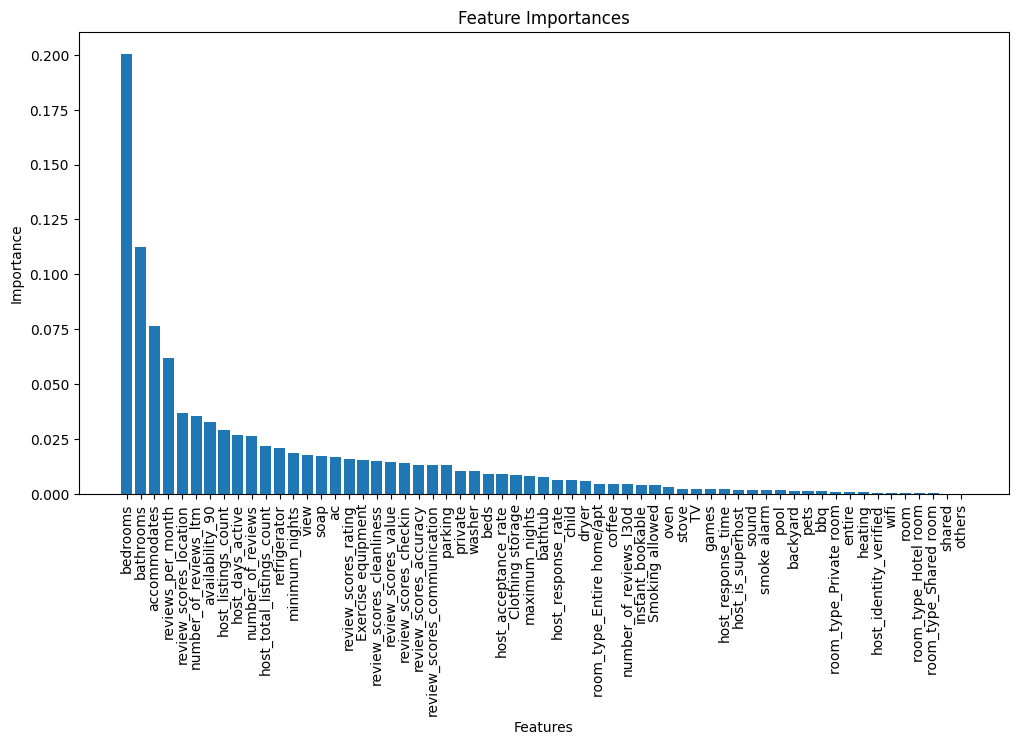 Feature Importances
Importance
0.200
0.175
0.150
0.125
0.100
0.075
0.050
0.025
0.000
bedrooms
bathrooms
accommodates
reviews_per_month
review_scores_location
number_of_reviews_ltm
availability_90
host_listings_count
host_days_active
number_of_reviews
host_total_listings_count
refrigerator
minimum_nights
view
soap
ac
review_scores_rating
Exercise equipment
review_scores_cleanliness
review_scores_value
review_scores_checkin
review_scores_accuracy
review_scores_communication
parking
private
washer
beds
host_acceptance_rate
Clothing storage
maximum_nights
bathtub
host_response_rate
child
dryer
room_type_Entire home/apt
coffee
number_of_reviews_l30d
instant_bookable
Smoking allowed
oven
stove
TV
games
host_response_time
host_is_superhost
sound
smoke alarm
pool
backyard
pets
bbq
room_type_Private room
entire
heating
host_identity_verified
wifi
room
room_type_Hotel room
room_type_Shared room
shared
others
Features